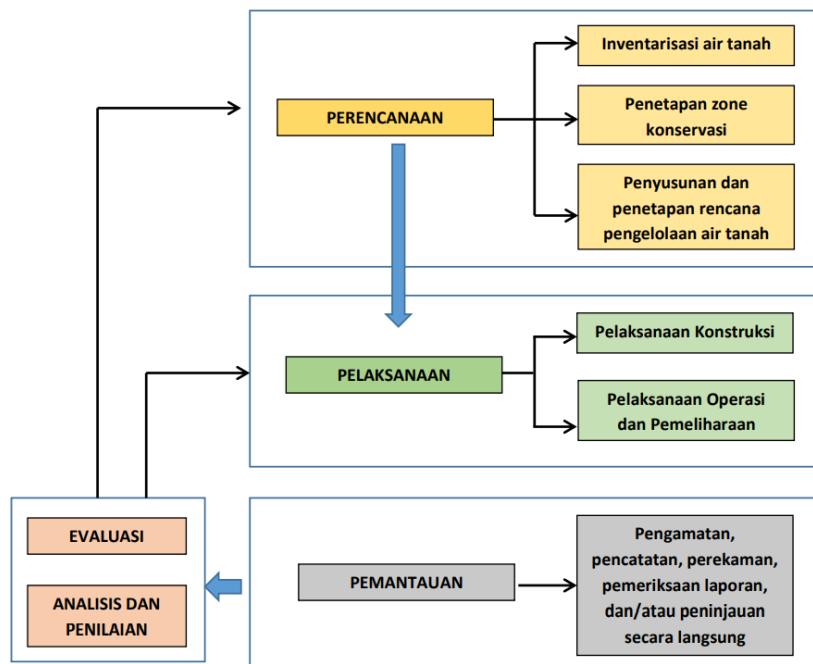 Inventarisasi air tanah
PERENCANAAN
Penetapan zone
konservasi
Penyusunan dan
penetapan rencana
pengelolaan air tanah
Pelaksanaan Konstruksi
PELAKSANAAN
Pelaksanaan Operasi
dan Pemeliharaan
EVALUASI
ANALISIS DAN
PENILAIAN
PEMANTAUAN
Pengamatan,
pencatatan, perekaman,
pemeriksaan laporan,
dan/atau peninjauan
secara langsung